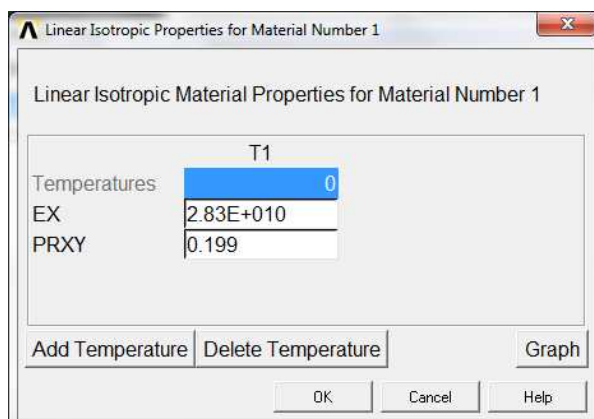 Linear Isotropic Properties for Material Number 1
Linear Isotropic Material Properties for Material Number 1
T1
Temperatures 0
EX 2.83E+010
PRXY 0.199
Add Temperature Delete Temperature Graph
OK Cancel Help